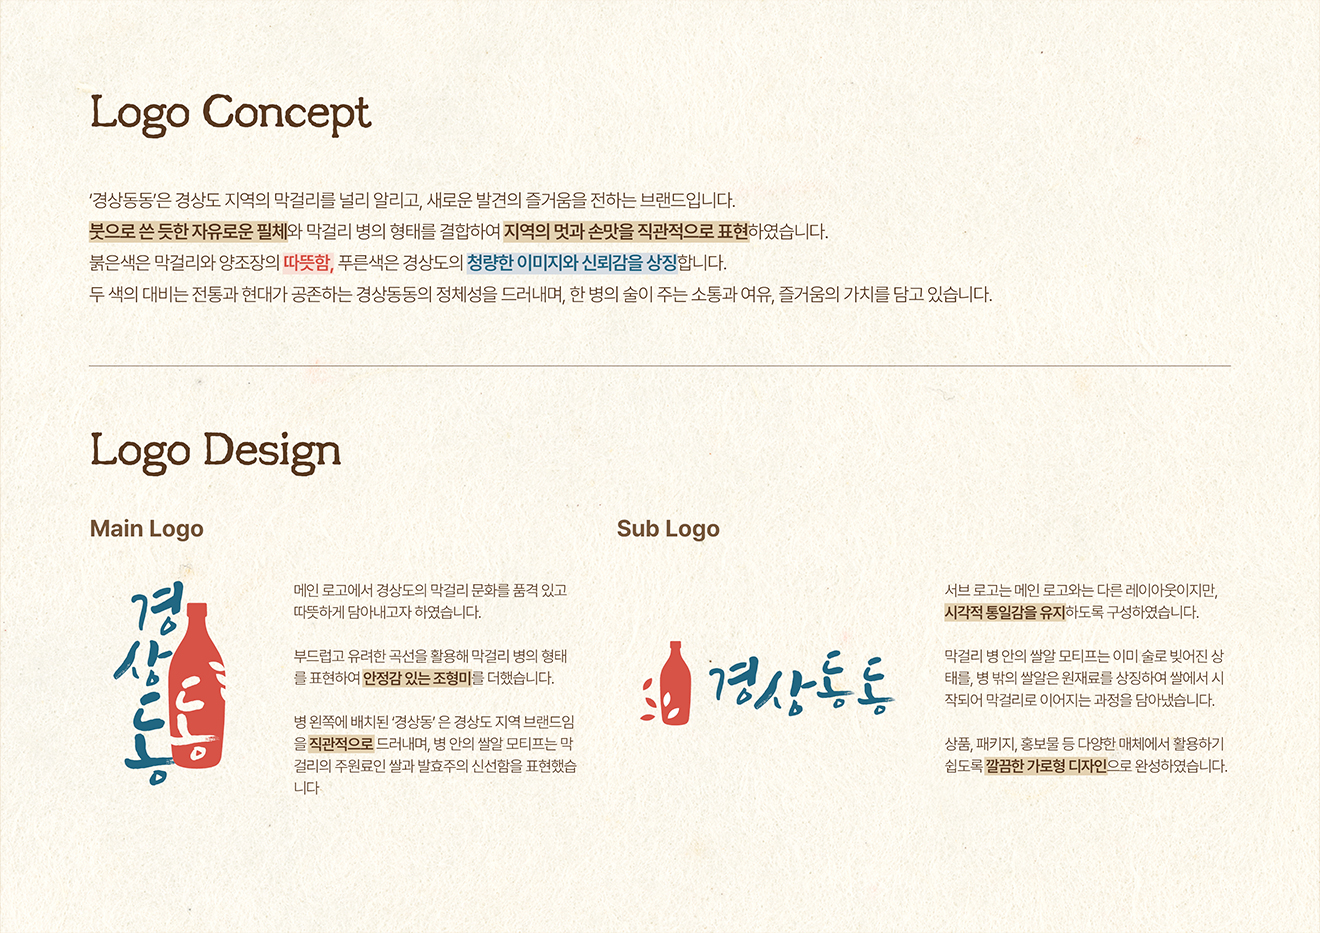 Logo Concept
‘경상동동’은 경상도 지역의 막걸리를 널리 알리고, 새로운 발견의 즐거움을 전하는 브랜드입니다.
붓으로 쓴 듯한 자유로운 필체와 막걸리 병의 형태를 결합하여 지역의 멋과 손맛을 직관적으로 표현하였습니다.
붉은색은 막걸리와 양조장의 따뜻함, 푸른색은 경상도의 청량한 이미지와 신뢰감을 상징합니다.
두 색의 대비는 전통과 현대가 공존하는 경상동동의 정체성을 드러내며, 한 병의 술이 주는 소통과 여유, 즐거움의 가치를 담고 있습니다.
Logo Design
Main Logo
경
상
동동
메인 로고에서 경상도의 막걸리 문화를 품격 있고
따뜻하게 담아내고자 하였습니다.
부드럽고 유려한 곡선을 활용해 막걸리 병의 형태
를 표현하여 안정감 있는 조형미를 더했습니다.
병 왼쪽에 배치된 ‘경상동’ 은 경상도 지역 브랜드임
을 직관적으로 드러내며, 병 안의 쌀알 모티프는 막
걸리의 주원료인 쌀과 발효주의 신선함을 표현했습
니다
Sub Logo
경상동동
서브 로고는 메인 로고와는 다른 레이아웃이지만,
시각적 통일감을 유지하도록 구성하였습니다.
막걸리 병 안의 쌀알 모티프는 이미 술로 빚어진 상
태를, 병 밖의 쌀알은 원재료를 상징하여 쌀에서 시
작되어 막걸리로 이어지는 과정을 담아냈습니다.
상품, 패키지, 홍보물 등 다양한 매체에서 활용하기
쉽도록 깔끔한 가로형 디자인으로 완성하였습니다.